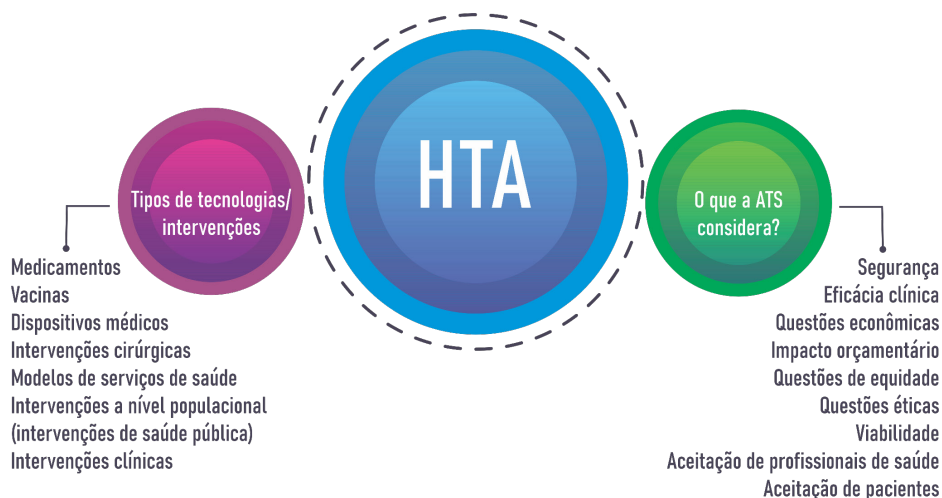 HTA
Tipos de tecnologias/
intervenções
Medicamentos
Vacinas
Dispositivos médicos
Intervenções cirúrgicas
Modelos de serviços de saúde
Intervenções a nível populacional
(intervenções de saúde pública)
Intervenções clínicas
O que a ATS
considera?
Segurança
Eficácia clínica
Questões econômicas
Impacto orçamentário
Questões de equidade
Questões éticas
Viabilidade
Aceitação de profissionais de saúde
Aceitação de pacientes